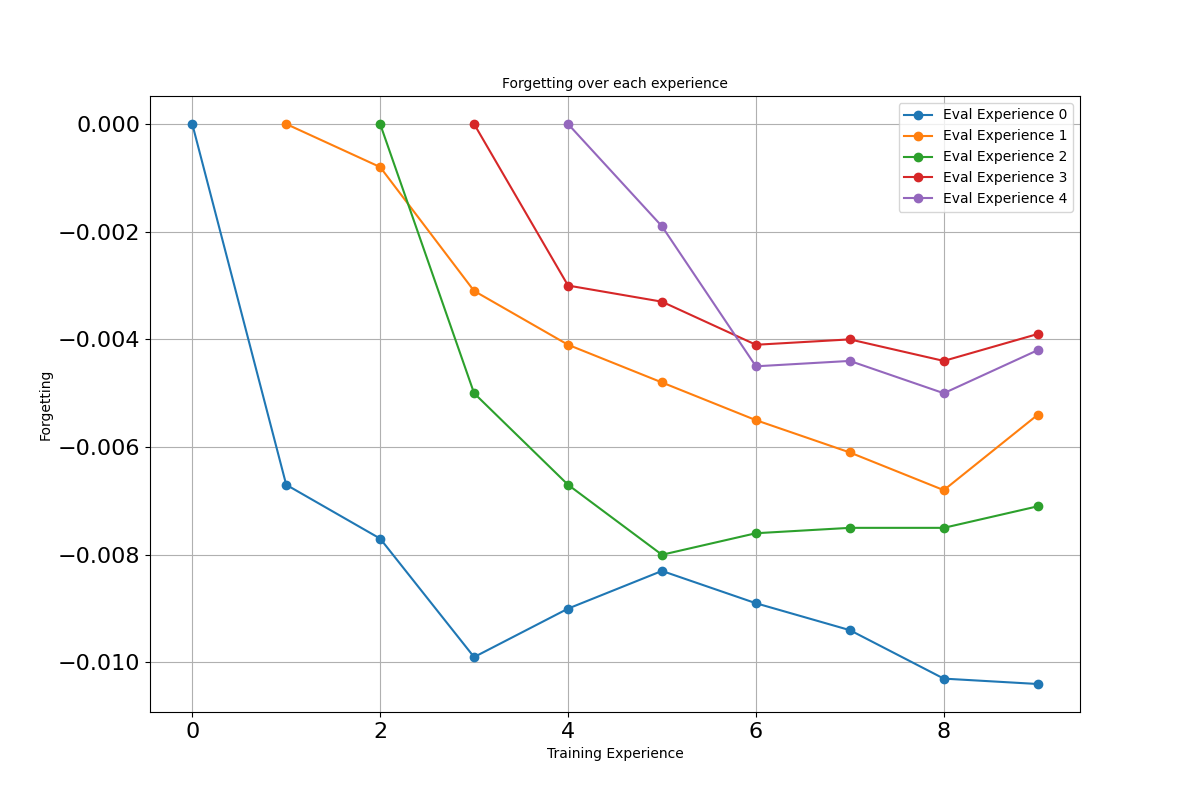 Forgetting over each experience
Eval Experience 0
Eval Experience 1
Eval Experience 2
Eval Experience 3
Eval Experience 4
0.000
−0.002
−0.004
−0.006
−0.008
−0.010
Forgetting
0 2 4 6 8
Training Experience